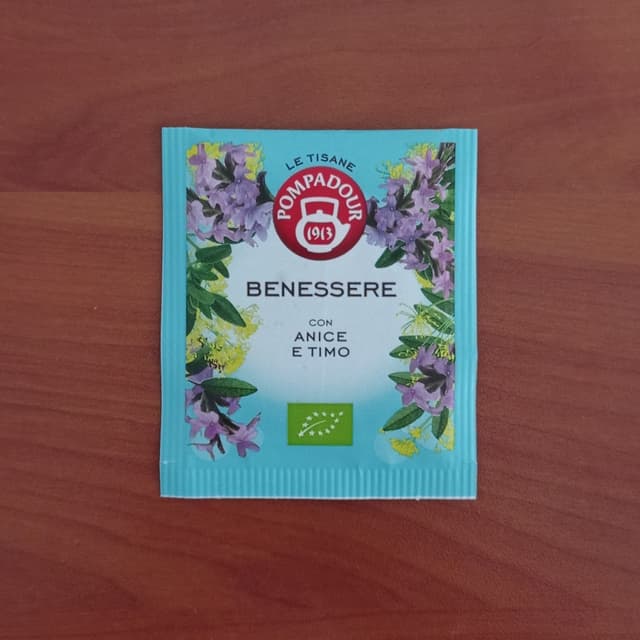 LE TISANE
POMPADOUR
1913
BENESSERE
CON
ANICE
E TIMO